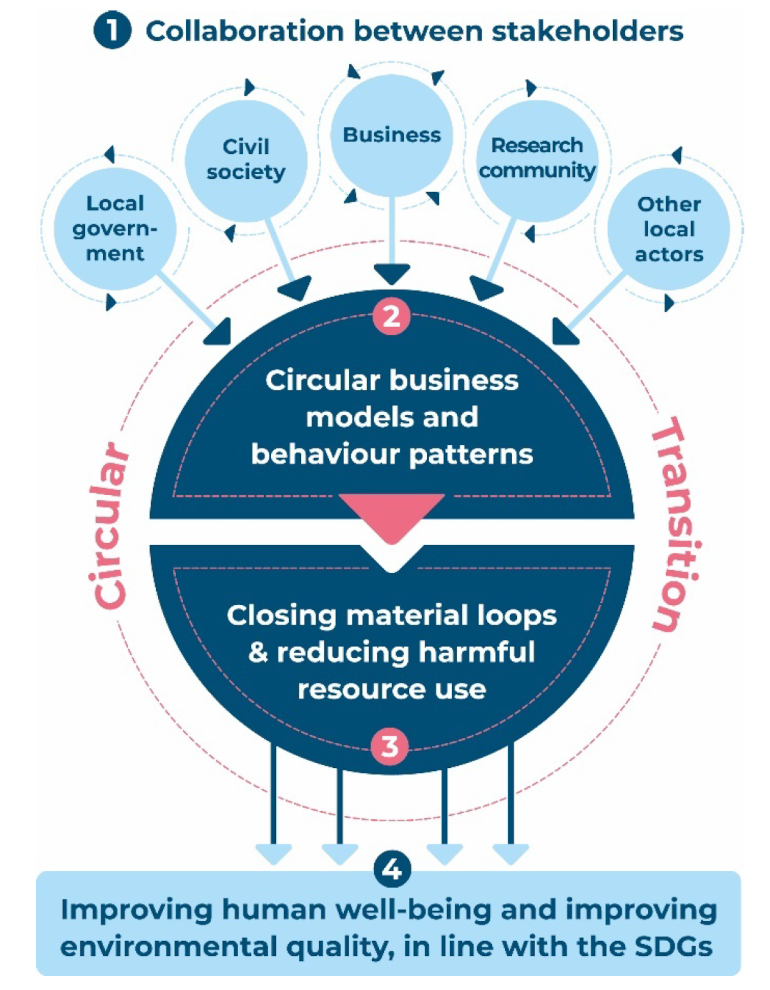 1 Collaboration between stakeholders
Local
govern-
ment
Civil
society
Business
Research
community
Other
local
actors
2
Circular business
models and
behaviour patterns
Circular
Transition
Closing material loops
& reducing harmful
resource use
3
4
Improving human well-being and improving
environmental quality, in line with the SDGs